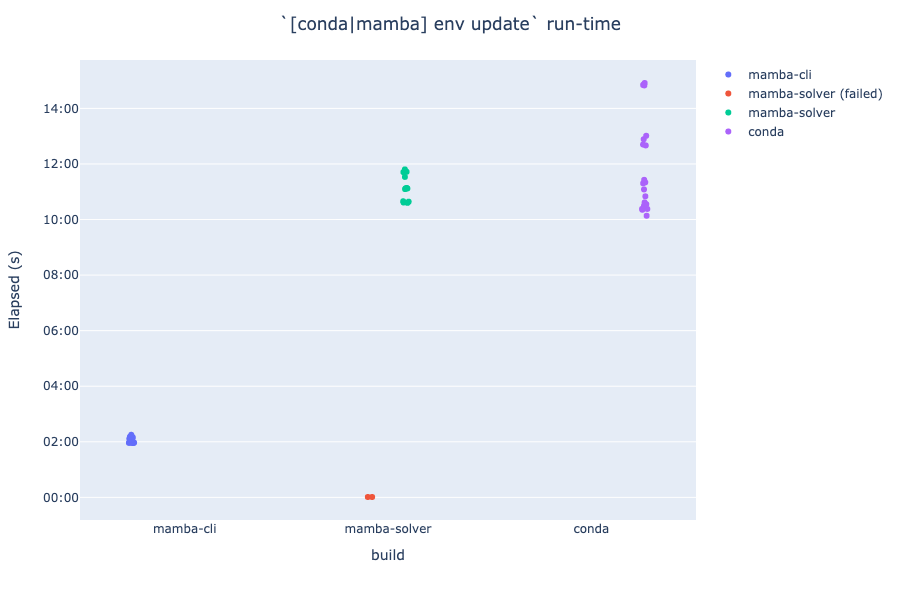 `[conda|mamba] env update` run-time
mamba-cli
mamba-solver (failed)
mamba-solver
conda
Elapsed (s)
14:00
12:00
10:00
08:00
06:00
04:00
02:00
00:00
mamba-cli
mamba-solver
conda
build